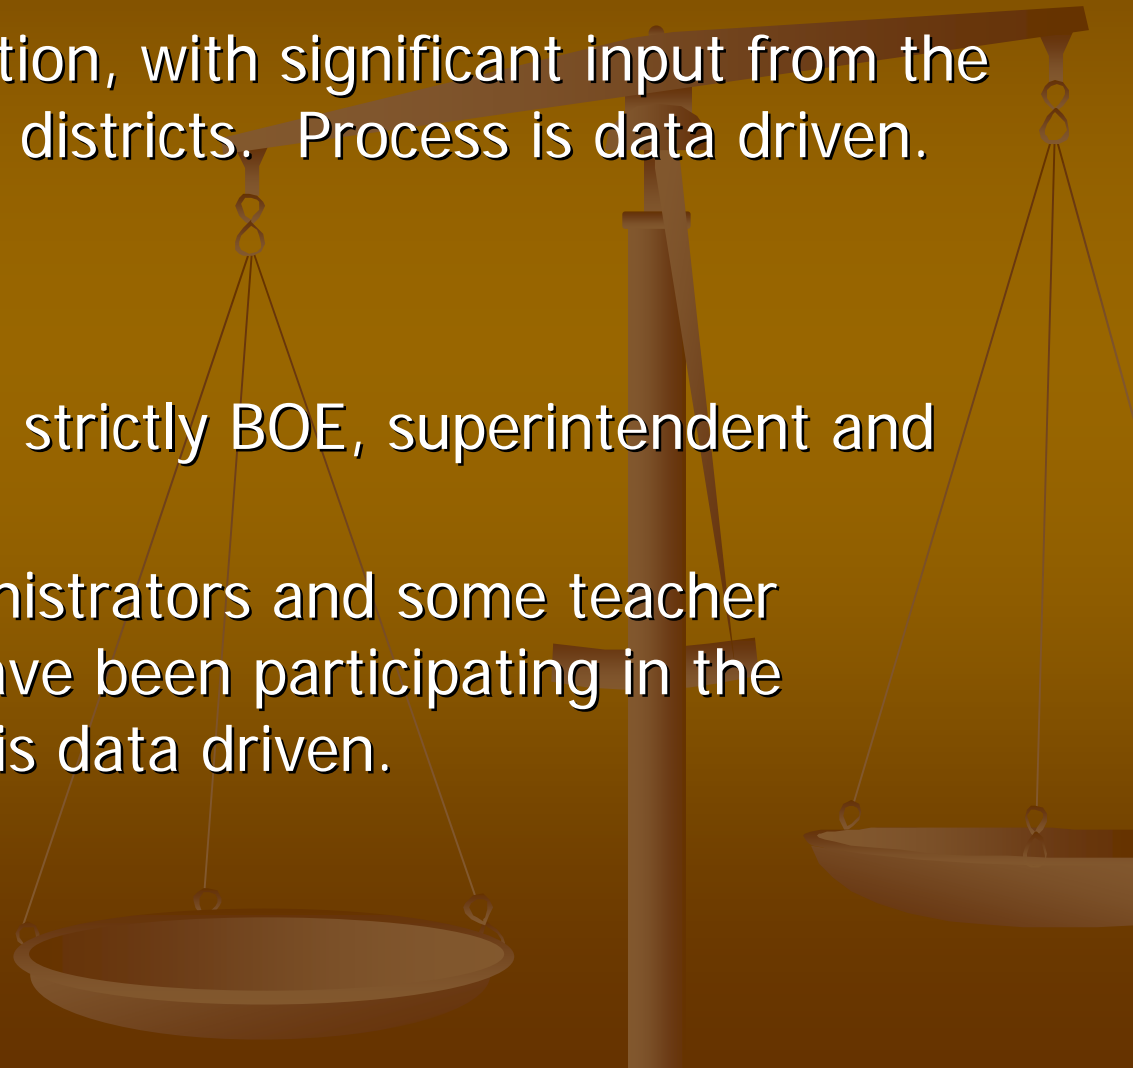 tion, with significant input from the
districts. Process is data driven.
strictly BOE, superintendent and
nistrators and some teacher
ave been participating in the
is data driven.